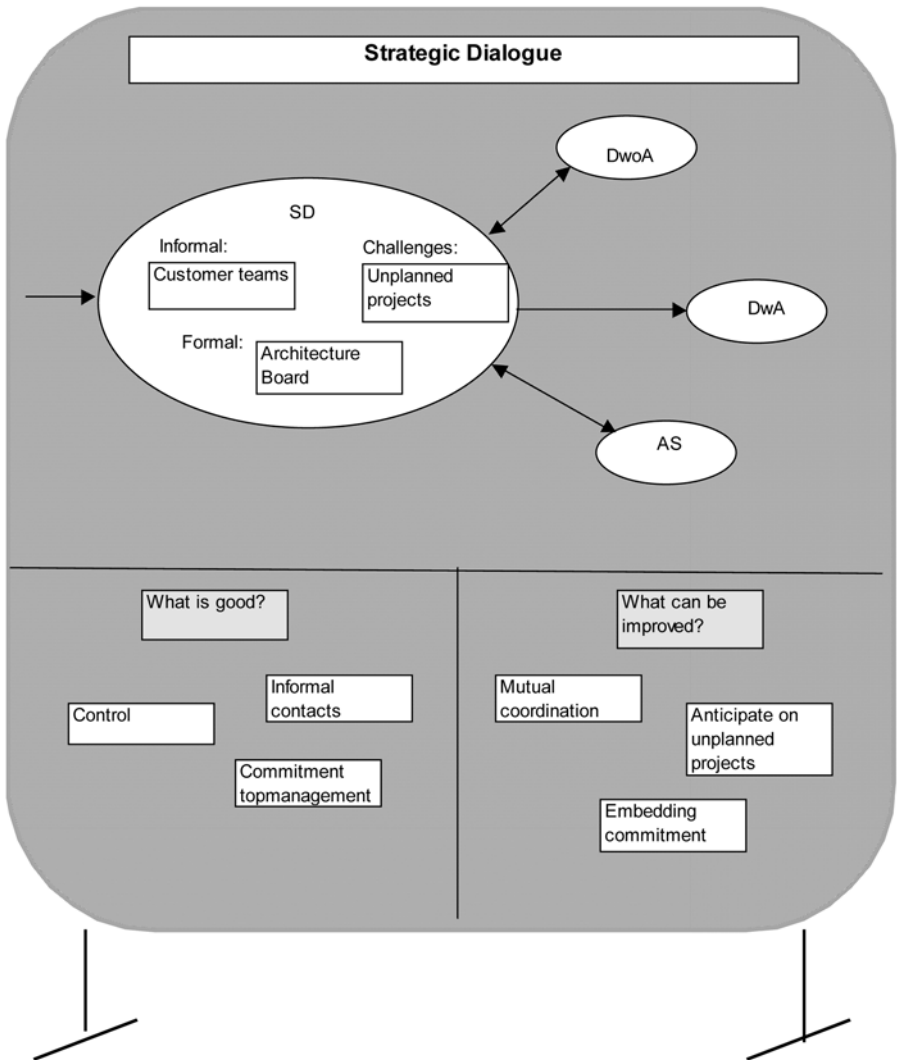 Strategic Dialogue
DwoA
SD
Informal:
Customer teams
Challenges:
Unplanned
projects
Formal:
Architecture
Board
DwA
AS
What is good?
Informal
contacts
Control
Commitment
topmanagement
What can be
improved?
Mutual
coordination
Anticipate on
unplanned
projects
Embedding
commitment